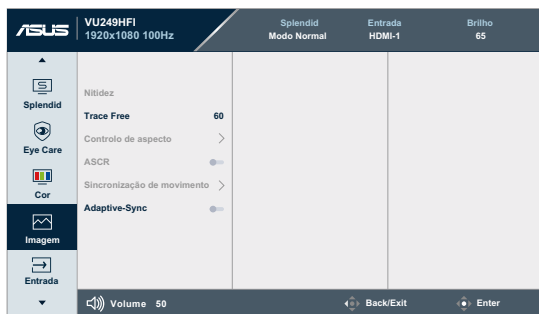 ASUS
VU249HFI
1920x1080 100Hz
Splendid
Modo Normal
Entrada
HDMI-1
Brilho
65
Splendid
Eye Care
Cor
Imagem
Entrada
Nitidez
Trace Free 60
Controlo de aspecto
ASCR
Sincronização de movimento
Adaptive-Sync
Volume 50
Back/Exit
Enter